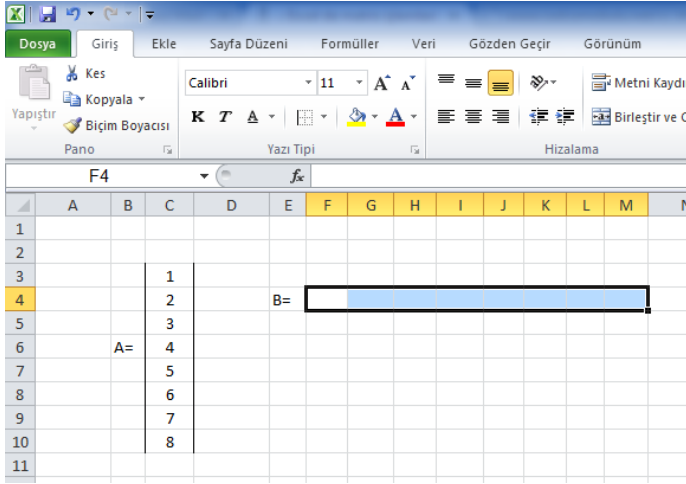 Dosya Giriş Ekle Sayfa Düzeni Formüller Veri Gözden Geçir Görünüm
Kes
Kopyala
Biçim Boyacısı
Yapıştır
Calibri 11
K T A
Metni Kaydı
Birleştir ve O
Pano Yazı Tipi Hizalama
F4 fx
A B C D E F G H I J K L M N
1
2
3 1
4 2 B=
5 3
6 A= 4
7 5
8 6
9 7
10 8
11